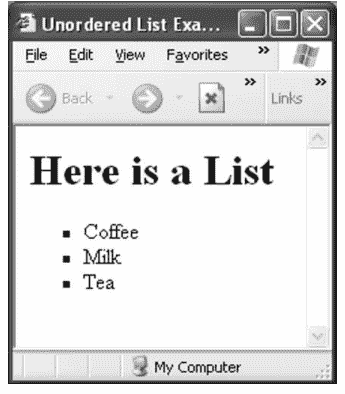 Unordered List Exa...
File Edit View Favorites »
Back » Links »
Here is a List
Coffee
Milk
Tea
My Computer